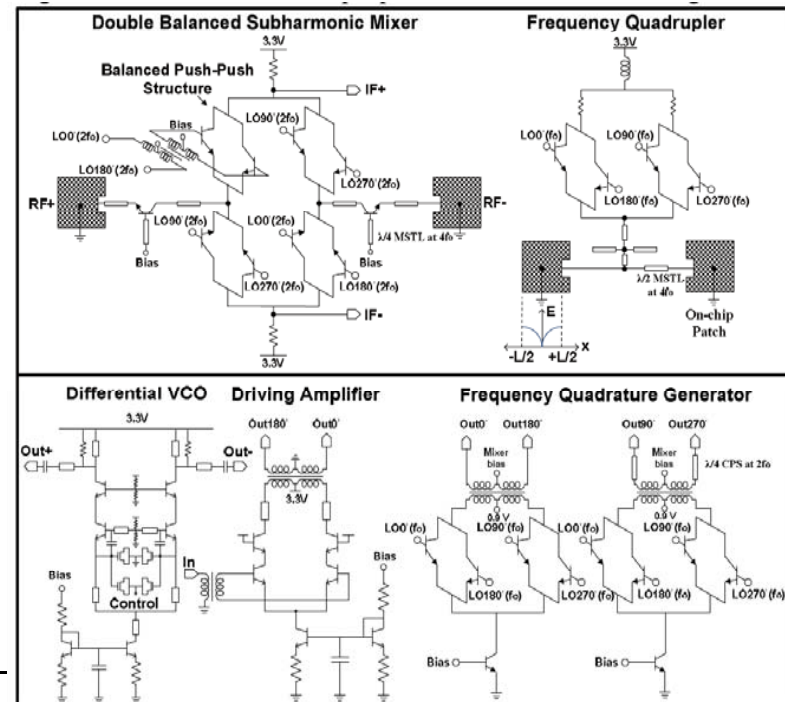 Double Balanced Subharmonic Mixer
3.3V
Balanced Push-Push
Structure
IF+
Bias
LO90˙(2fo)
LO0˙(2fo)
LO180˙(2fo)
LO270˙(2fo)
RF+
RF-
LO90˙(2fo)
LO0˙(2fo)
λ/4 MSTL at 4fo
Bias
Bias
LO270˙(2fo)
LO180˙(2fo)
IF-
3.3V
Frequency Quadrupler
3.3V
LO0˙(fo)
LO90˙(fo)
LO180˙(fo)
LO270˙(fo)
λ/2 MSTL
at 4fo
E
On-chip
Patch
-L/2
+L/2
x
Differential VCO
3.3V
Out+
Out-
Control
Bias
Driving Amplifier
Out180˙
Out0˙
3.3V
In
Bias
Frequency Quadrature Generator
Out0˙
Out180˙
Out90˙
Out270˙
Mixer
bias
Mixer
bias
λ/4 CPS at 2fo
0.9 V
0.9 V
LO0˙(fo)
LO90˙(fo)
LO0˙(fo)
LO90˙(fo)
LO180˙(fo)
LO270˙(fo)
LO180˙(fo)
LO270˙(fo)
Bias
Bias